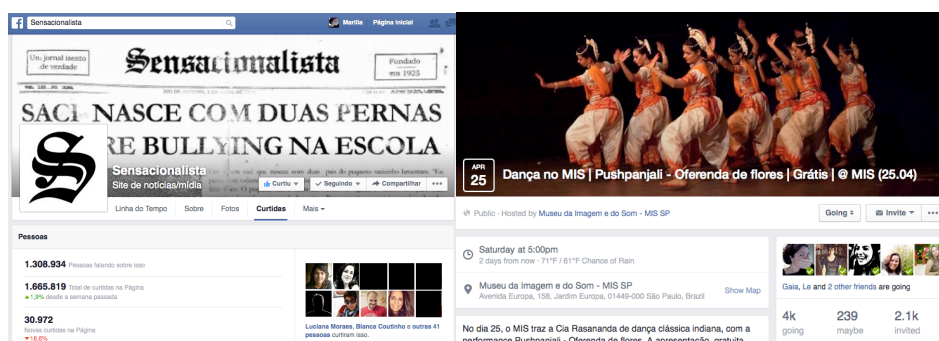 Sensacionalista
Marilia Página inicial
Um jornal isento
de verdade
Sensacionalista
Fundado
em 1925
SACI NASCE COM DUAS PERNAS
RE BULLYING NA ESCOLA
S
Sensacionalista
Site de notícias/mídia
Curtiu
Seguindo
Compartilhar
Linha do Tempo Sobre Fotos Curtidas Mais
Pessoas
1.308.934 Pessoas falando sobre isso
1.665.819 Total de curtidas na Página
▲1,9% desde a semana passada
30.972
Novas curtidas na Página
▼18,6%
Luciana Moraes, Bianca Coutinho e outras 41
pessoas curtiram isso.
APR
25
Dança no MIS | Pushpanjali - Oferenda de flores | Grátis | @ MIS (25.04)
Public · Hosted by Museu da Imagem e do Som - MIS SP
Going
Invite
Saturday at 5:00pm
2 days from now · 71°F / 61°F Chance of Rain
Museu da Imagem e do Som - MIS SP
Avenida Europa, 158, Jardim Europa, 01449-000 São Paulo, Brazil
Show Map
Gaia, Le and 2 other friends are going
4k 239 2.1k
going maybe invited
No dia 25, o MIS traz a Cia Rasananda de dança clássica indiana, com a
performance Pushpanjali - Oferenda de flores. A apresentação, gratuita